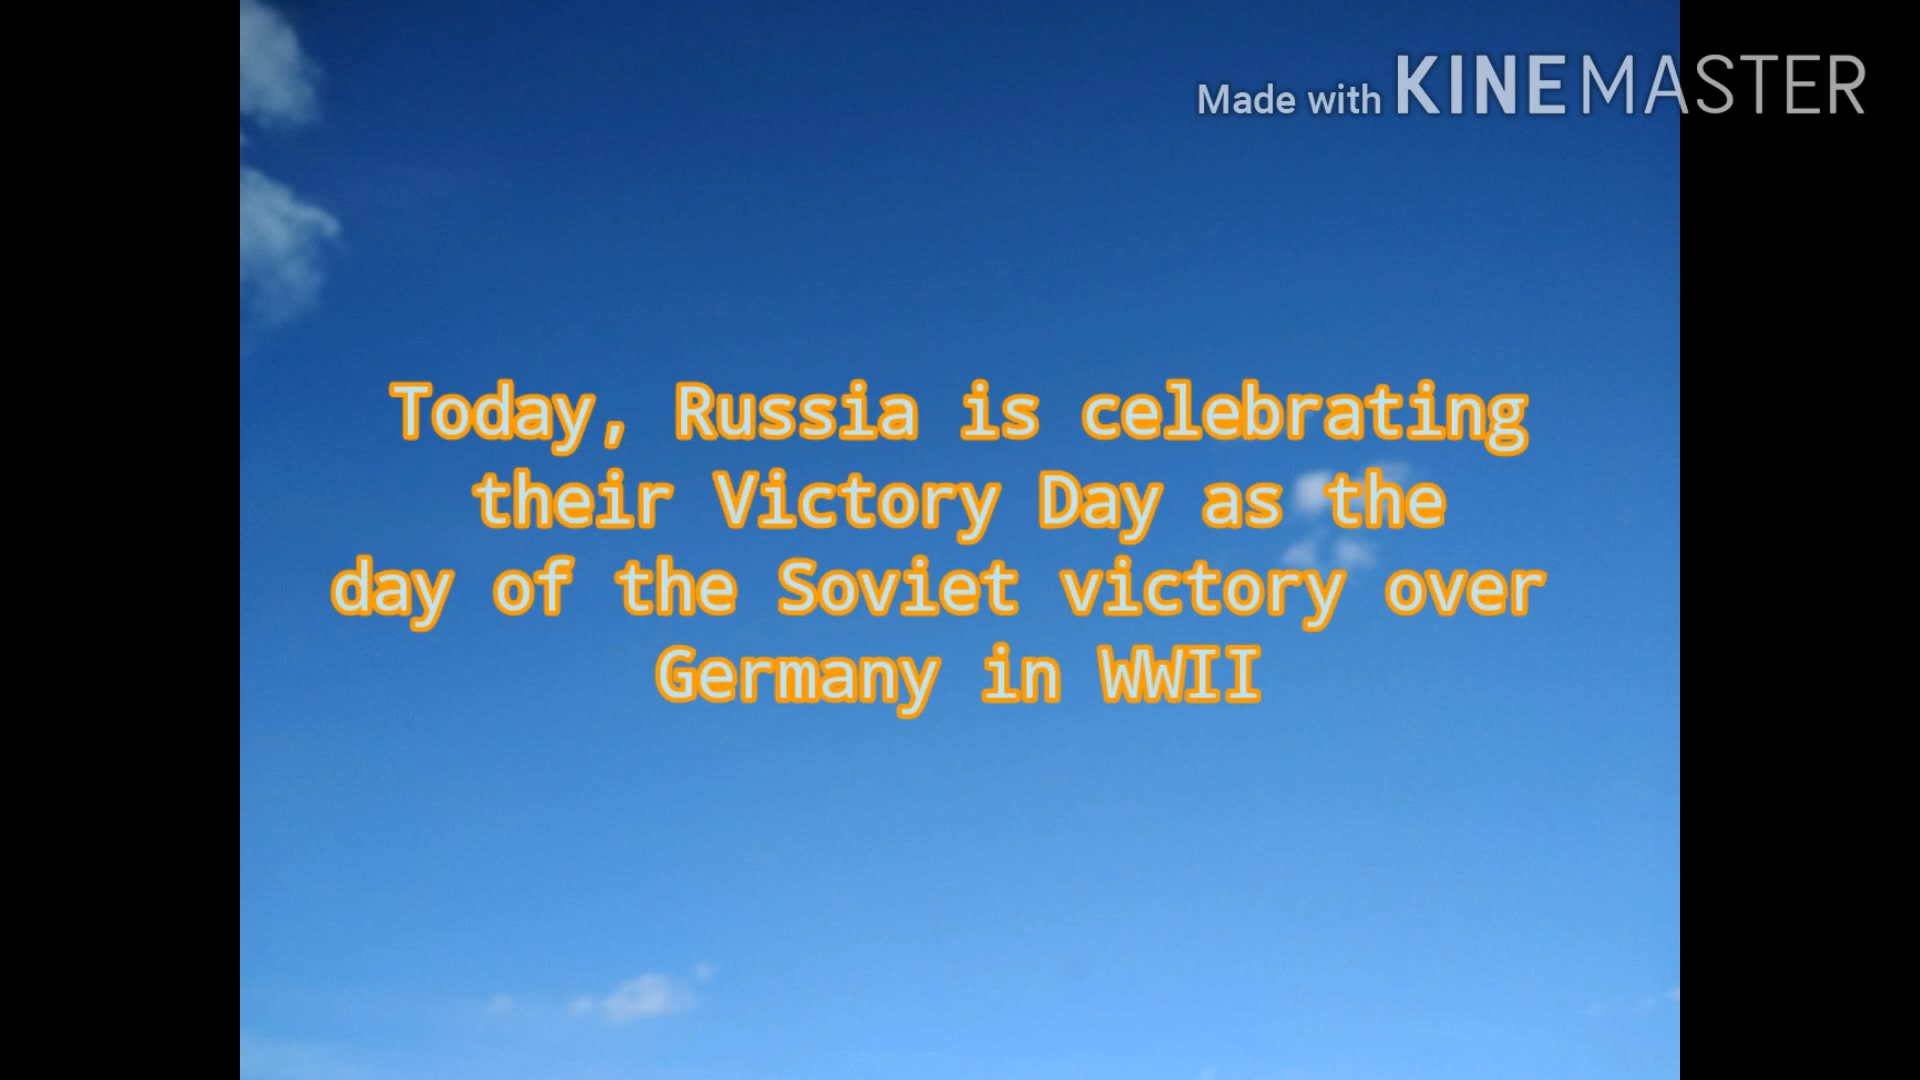 Made with KINEMASTER
Today, Russia is celebrating
their Victory Day as the
day of the Soviet victory over
Germany in WWII